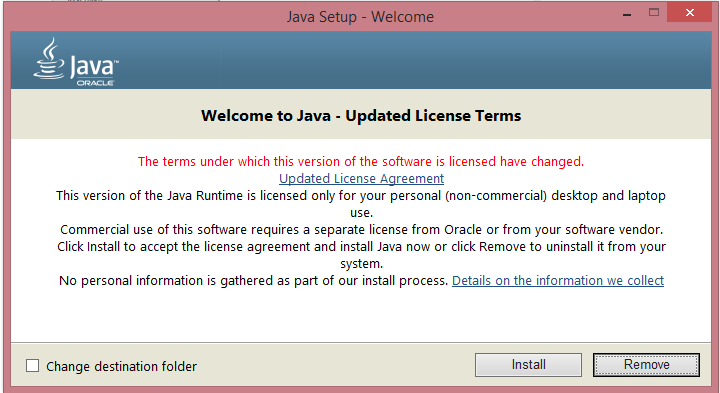 Java Setup - Welcome
Java™
ORACLE
Welcome to Java - Updated License Terms
The terms under which this version of the software is licensed have changed.
Updated License Agreement
This version of the Java Runtime is licensed only for your personal (non-commercial) desktop and laptop
use.
Commercial use of this software requires a separate license from Oracle or from your software vendor.
Click Install to accept the license agreement and install Java now or click Remove to uninstall it from your
system.
No personal information is gathered as part of our install process. Details on the information we collect
Change destination folder
Install
Remove